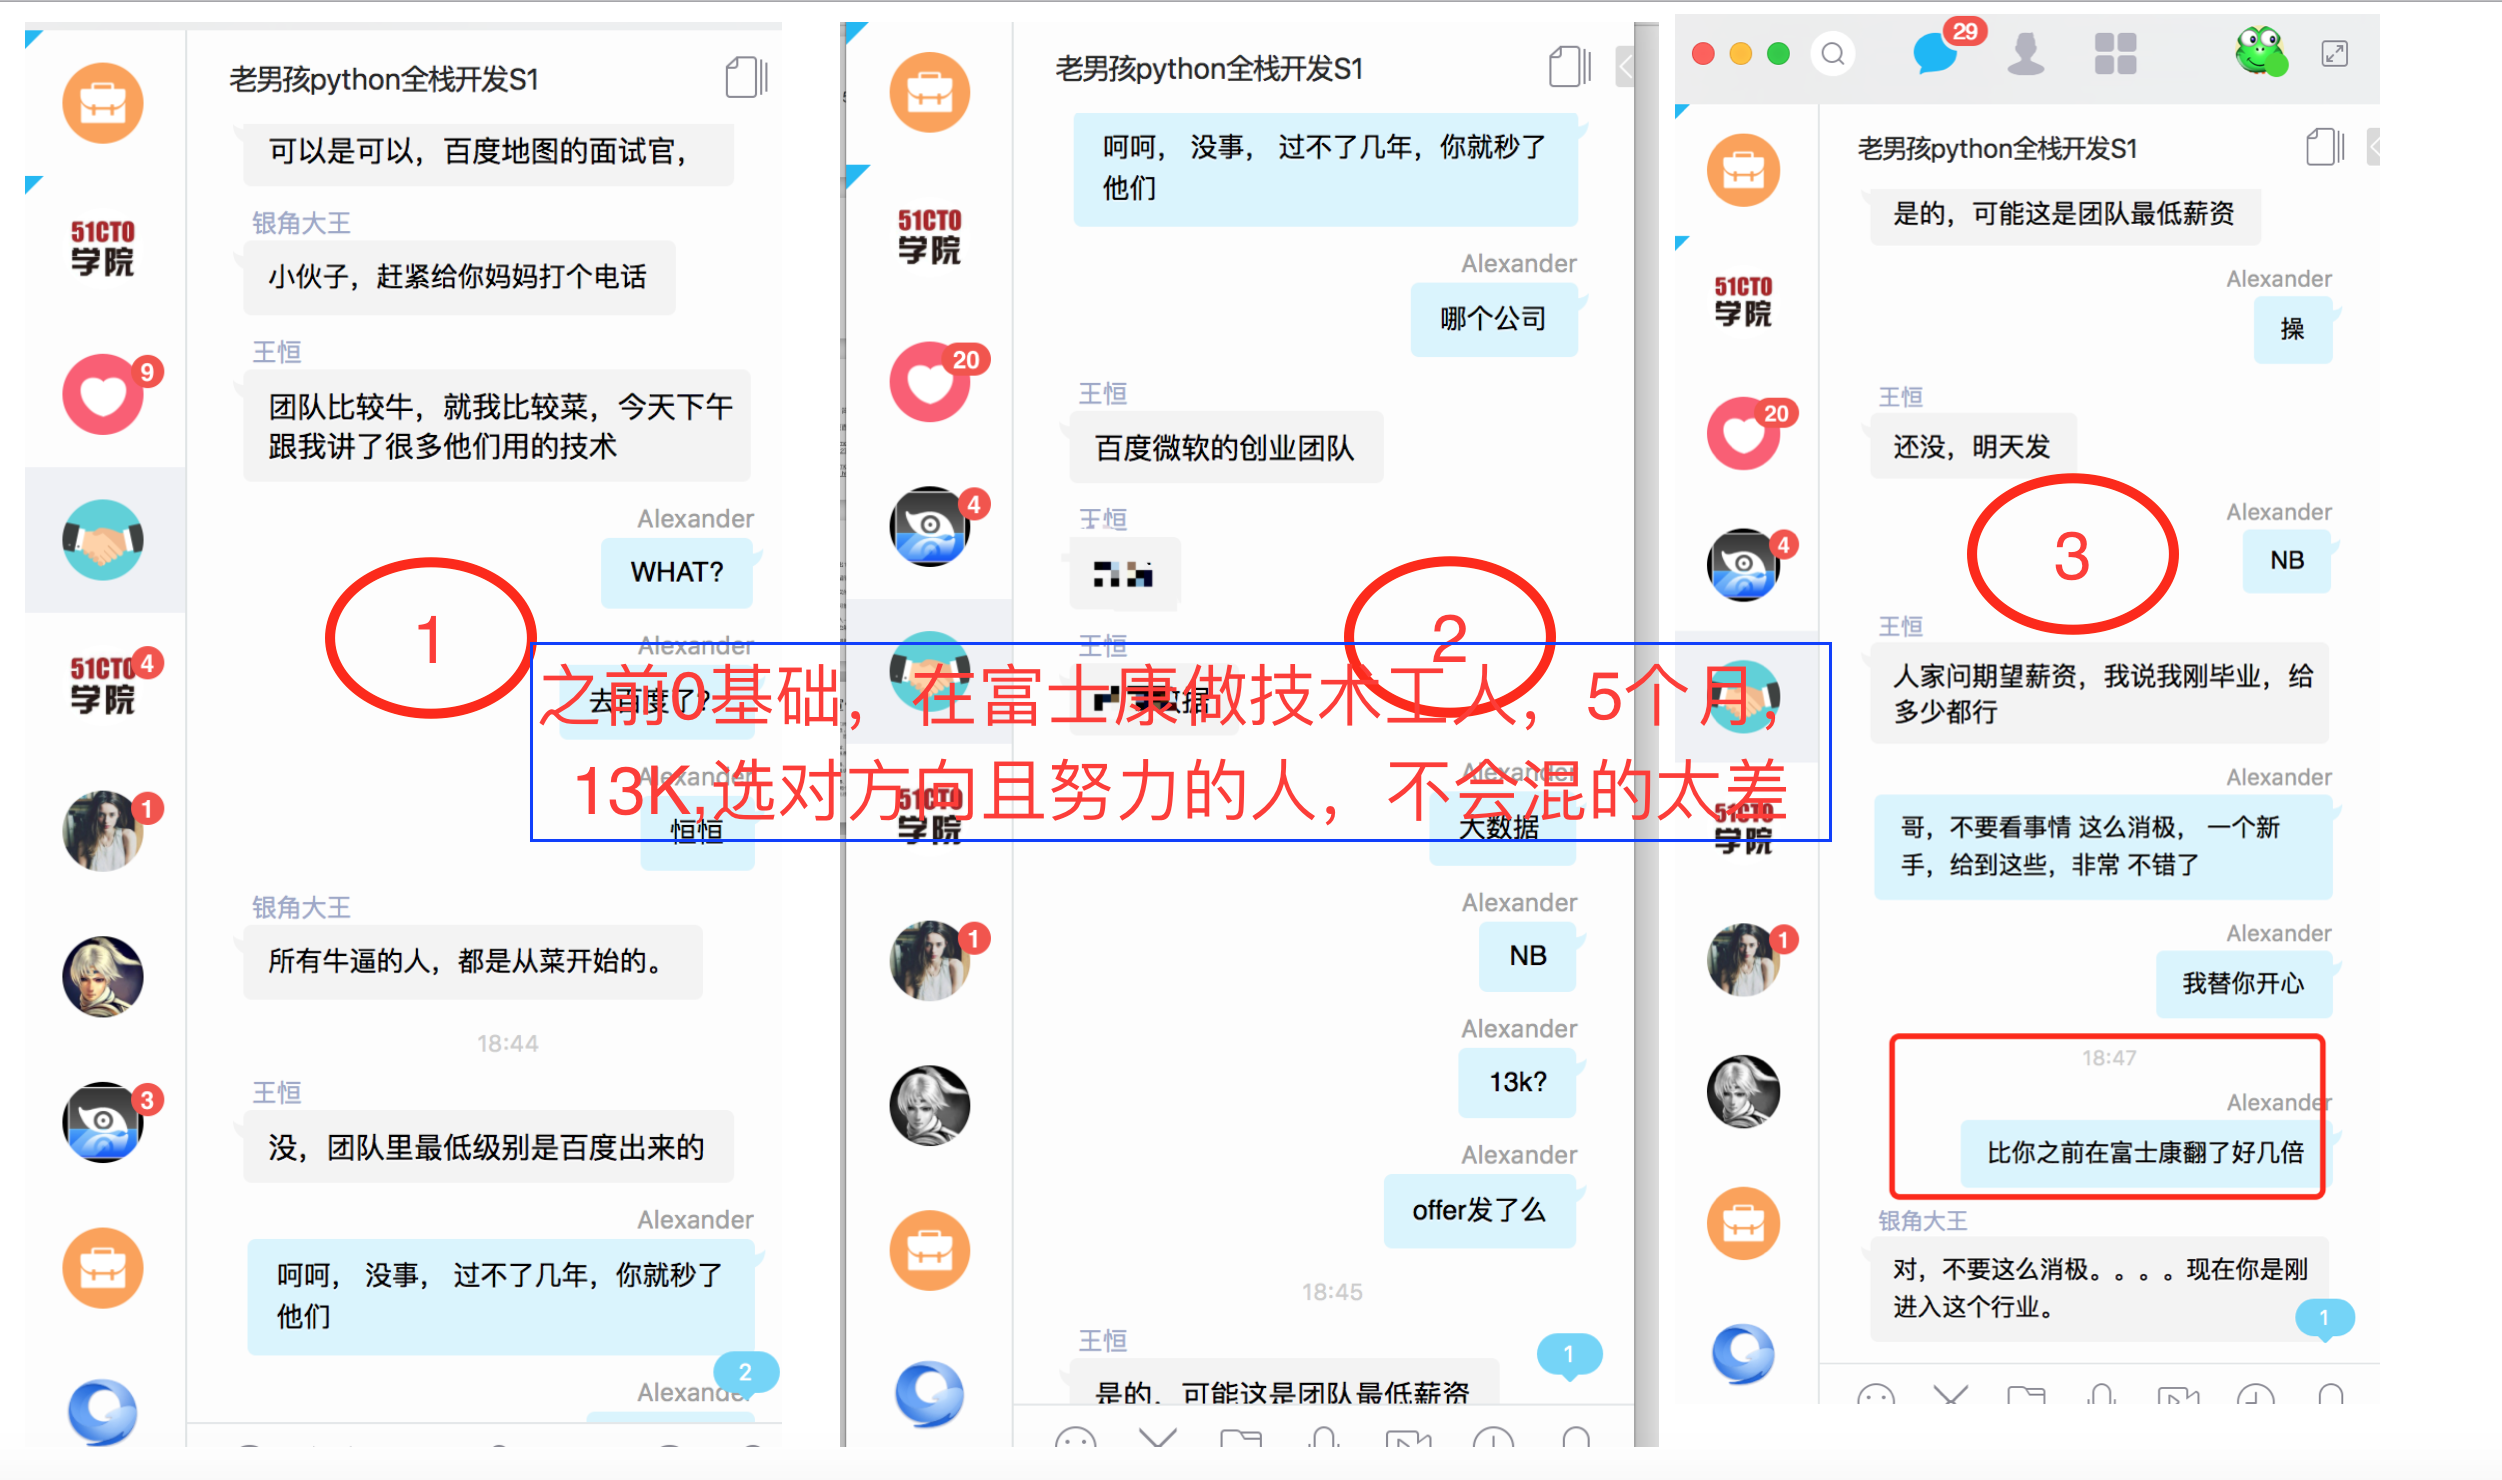 老男孩python全栈开发S1
可以是可以，百度地图的面试官，
银角大王
小伙子，赶紧给你妈妈打个电话
王恒
团队比较牛，就我比较菜，今天下午
跟我讲了很多他们用的技术
Alexander
WHAT?
Alexander
去百度了?
Alexander
恒恒
银角大王
所有牛逼的人，都是从菜开始的。
18:44
王恒
没，团队里最低级别是百度出来的
Alexander
呵呵， 没事， 过不了几年，你就秒了
他们
2
Alexander
51CTO
学院
9
51CTO
学院
4
1
3
1
老男孩python全栈开发S1
呵呵， 没事， 过不了几年，你就秒了
他们
Alexander
哪个公司
王恒
百度微软的创业团队
王恒
王恒
数据
Alexander
大数据
Alexander
NB
Alexander
13k?
Alexander
offer发了么
18:45
王恒
是的，可能这是团队最低薪资
1
51CTO
学院
20
4
51CTO
学院
1
2
之前0基础，在富士康做技术工人，5个月，
13K,选对方向且努力的人，不会混的太差
29
老男孩python全栈开发S1
是的，可能这是团队最低薪资
Alexander
操
王恒
还没，明天发
Alexander
NB
王恒
人家问期望薪资，我说我刚毕业，给
多少都行
Alexander
哥，不要看事情 这么消极， 一个新
手，给到这些，非常 不错了
Alexander
我替你开心
18:47
Alexander
比你之前在富士康翻了好几倍
银角大王
对，不要这么消极。。。。现在你是刚
进入这个行业。
1
51CTO
学院
20
4
51CTO
学院
1
3